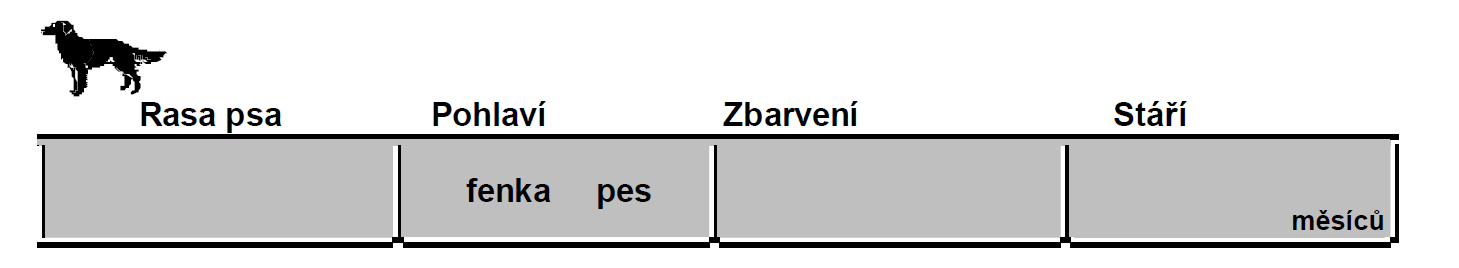 Rasa psa Pohlaví Zbarvení Stáří
fenka pes
měsíců